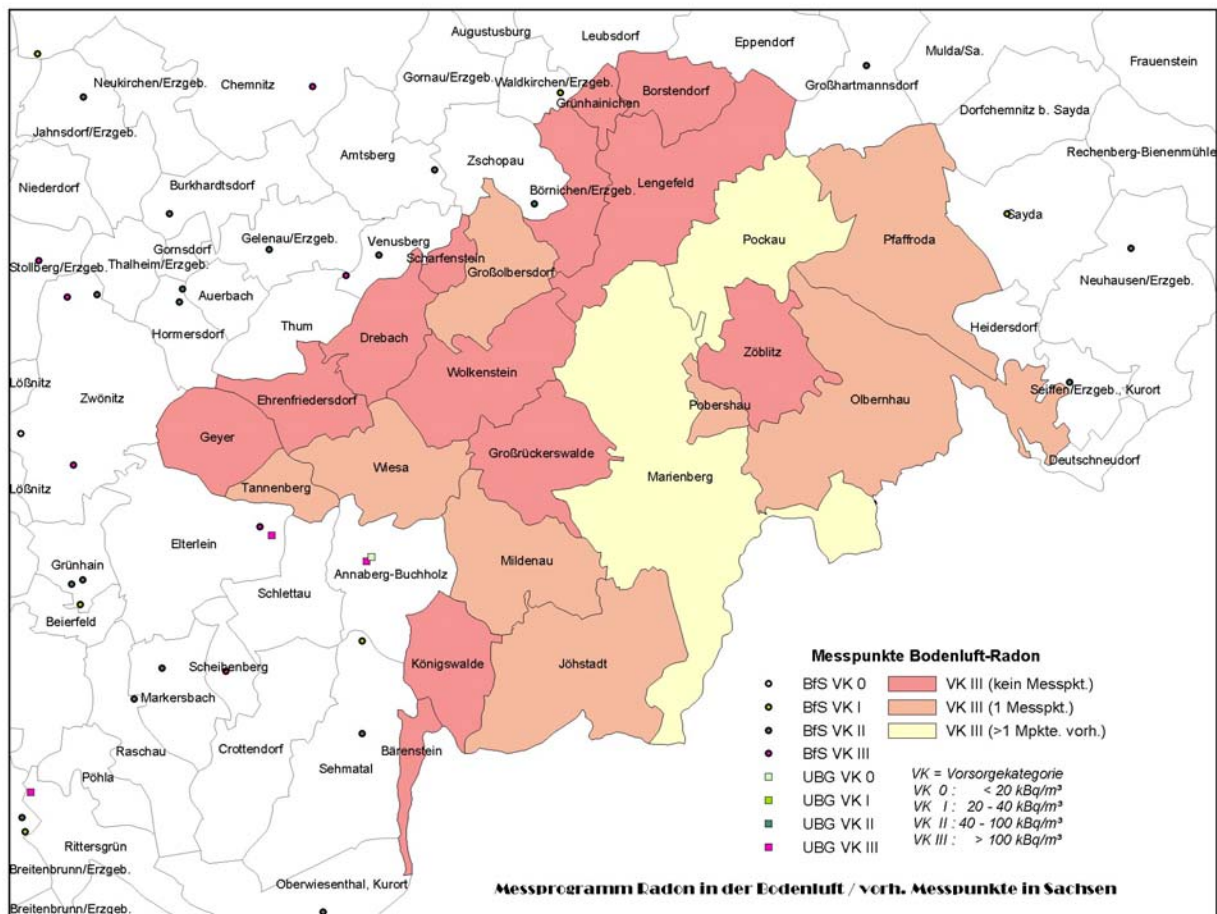 Augustusburg
Leubsdorf
Eppendorf
Mulda/Sa.
Frauenstein
Neukirchen/Erzgeb.
Chemnitz
Gornau/Erzgeb.
Waldkirchen/Erzgeb.
Grünhainichen
Borstendorf
Großhartmannsdorf
Dorfchemnitz b. Sayda
Jahnsdorf/Erzgeb.
Amtsberg
Zschopau
Rechenberg-Bienenmühle
Niederdorf
Burkhardtsdorf
Börnichen/Erzgeb.
Lengefeld
Sayda
Gornsdorf
Gelenau/Erzgeb.
Venusberg
Scharfenstein
Pockau
Pfaffroda
Stollberg/Erzgeb.
Thalheim/Erzgeb.
Großolbersdorf
Neuhausen/Erzgeb.
Auerbach
Hormersdorf
Thum
Drebach
Heidersdorf
Zöblitz
Wolkenstein
Lößnitz
Zwönitz
Ehrenfriedersdorf
Pobershau
Olbernhau
Seiffen/Erzgeb., Kurort
Geyer
Großrückerswalde
Deutschneudorf
Wiesa
Marienberg
Lößnitz
Tannenberg
Elterlein
Mildenau
Grünhain
Annaberg-Buchholz
Schlettau
Beierfeld
Scheibenberg
Königswalde
Jöhstadt
Markersbach
Raschau
Crottendorf
Bärenstein
Sehmatal
Pöhla
Rittersgrün
Breitenbrunn/Erzgeb.
Oberwiesenthal, Kurort
Breitenbrunn/Erzgeb.
Messpunkte Bodenluft-Radon
BfS VK 0 VK III (kein Messpkt.)
BfS VK I VK III (1 Messpkt.)
BfS VK II VK III (>1 Mpkte. vorh.)
BfS VK III
UBG VK 0
UBG VK I
UBG VK II
UBG VK III
VK = Vorsorgekategorie
VK 0 : < 20 kBq/m³
VK I : 20 - 40 kBq/m³
VK II : 40 - 100 kBq/m³
VK III : > 100 kBq/m³
Messprogramm Radon in der Bodenluft / vorh. Messpunkte in Sachsen